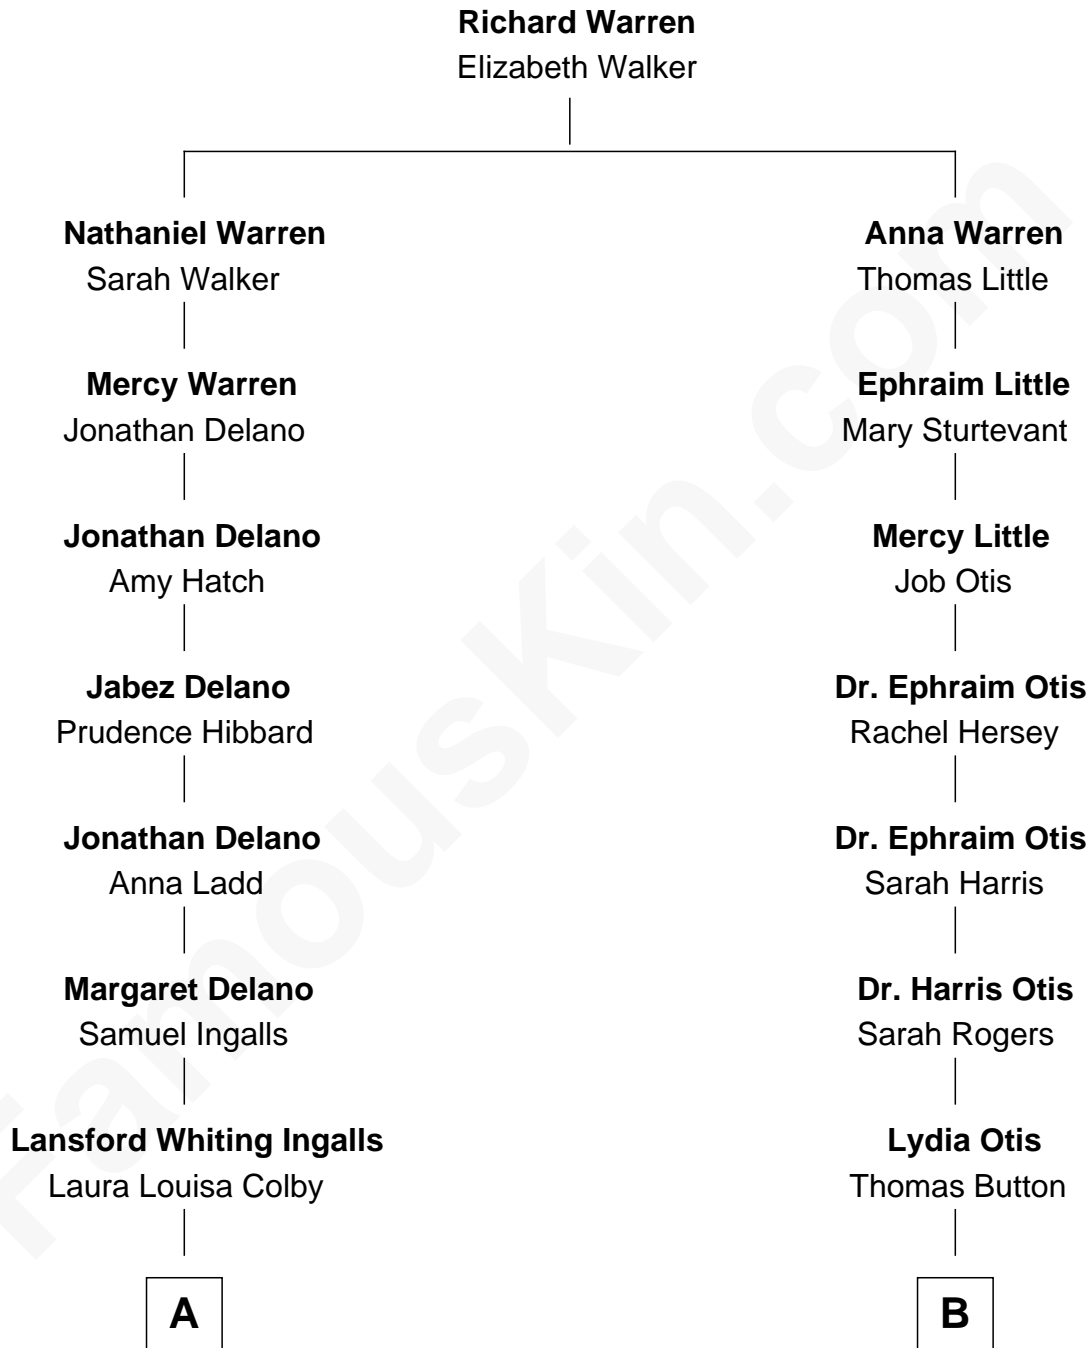 Richard Warren
Elizabeth Walker
Nathaniel Warren
Sarah Walker
Anna Warren
Thomas Little
Mercy Warren
Jonathan Delano
Ephraim Little
Mary Sturtevant
Jonathan Delano
Amy Hatch
Mercy Little
Job Otis
Jabez Delano
Prudence Hibbard
Dr. Ephraim Otis
Rachel Hersey
Jonathan Delano
Anna Ladd
Dr. Ephraim Otis
Sarah Harris
Margaret Delano
Samuel Ingalls
Dr. Harris Otis
Sarah Rogers
Lansford Whiting Ingalls
Laura Louisa Colby
Lydia Otis
Thomas Button
A
B
FamousKin.com